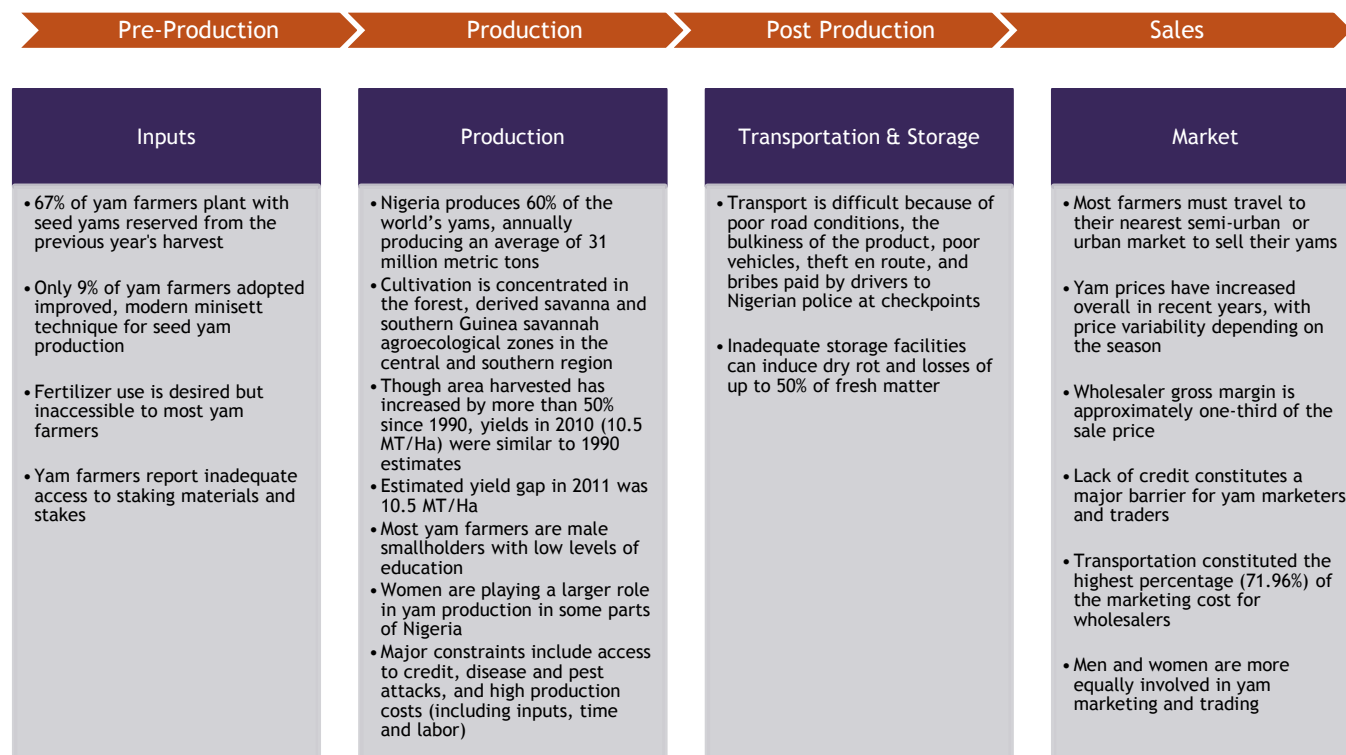 Pre-Production
Production
Post Production
Sales
Inputs
• 67% of yam farmers plant with
seed yams reserved from the
previous year's harvest
• Only 9% of yam farmers adopted
improved, modern minisett
technique for seed yam
production
• Fertilizer use is desired but
inaccessible to most yam
farmers
• Yam farmers report inadequate
access to staking materials and
stakes
Production
• Nigeria produces 60% of the
world's yams, annually
producing an average of 31
million metric tons
• Cultivation is concentrated in
the forest, derived savanna and
southern Guinea savannah
agroecological zones in the
central and southern region
• Though area harvested has
increased by more than 50%
since 1990, yields in 2010 (10.5
MT/Ha) were similar to 1990
estimates
• Estimated yield gap in 2011 was
10.5 MT/Ha
• Most yam farmers are male
smallholders with low levels of
education
• Women are playing a larger role
in yam production in some parts
of Nigeria
• Major constraints include access
to credit, disease and pest
attacks, and high production
costs (including inputs, time
and labor)
Transportation & Storage
• Transport is difficult because of
poor road conditions, the
bulkiness of the product, poor
vehicles, theft en route, and
bribes paid by drivers to
Nigerian police at checkpoints
• Inadequate storage facilities
can induce dry rot and losses of
up to 50% of fresh matter
Market
• Most farmers must travel to
their nearest semi-urban or
urban market to sell their yams
• Yam prices have increased
overall in recent years, with
price variability depending on
the season
• Wholesaler gross margin is
approximately one-third of the
sale price
• Lack of credit constitutes a
major barrier for yam marketers
and traders
• Transportation constituted the
highest percentage (71.96%) of
the marketing cost for
wholesalers
• Men and women are more
equally involved in yam
marketing and trading